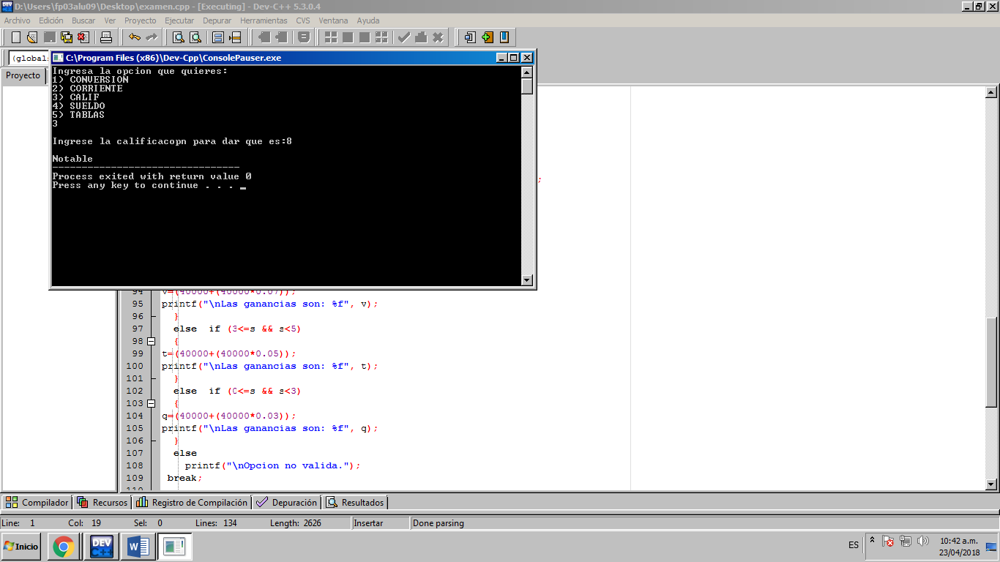 D:\Users\fp03alu09\Desktop\examen.cpp - [Executing] - Dev-C++ 5.3.0.4
Archivo Edición Buscar Ver Proyecto Ejecutar Depurar Herramientas CVS Ventana Ayuda
(global
Proyecto
C:\Program Files (x86)\Dev-Cpp\ConsolePauser.exe
Ingresa la opcion que quieres:
1) CONVERSION
2) CORRIENTE
3) CALIF
4) SUELDO
5) TABLAS
3
Ingrese la calificacopn para dar que es:8
Notable
--------------------------------
Process exited with return value 0
Press any key to continue . . . _
;
94 v=(40000+(40000*0.07));
95 printf("\nLas ganancias son: %f", v);
96 }
97 else if (3<=s && s<5)
98 {
99 t=(40000+(40000*0.05));
100 printf("\nLas ganancias son: %f", t);
101 }
102 else if (0<=s && s<3)
103 {
104 q=(40000+(40000*0.03));
105 printf("\nLas ganancias son: %f", q);
106 }
107 else
108 printf("\nOpcion no valida.");
109 break;
110
Compilador Recursos Registro de Compilación Depuración Resultados
Line: 1 Col: 19 Sel: 0 Lines: 134 Length: 2626 Insertar Done parsing
Inicio DEV C++ W ES 10:42 a.m.
23/04/2018